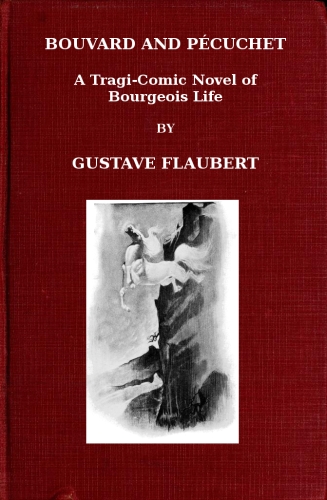 BOUVARD AND PÉCUCHET
A Tragi-Comic Novel of
Bourgeois Life
BY
GUSTAVE FLAUBERT